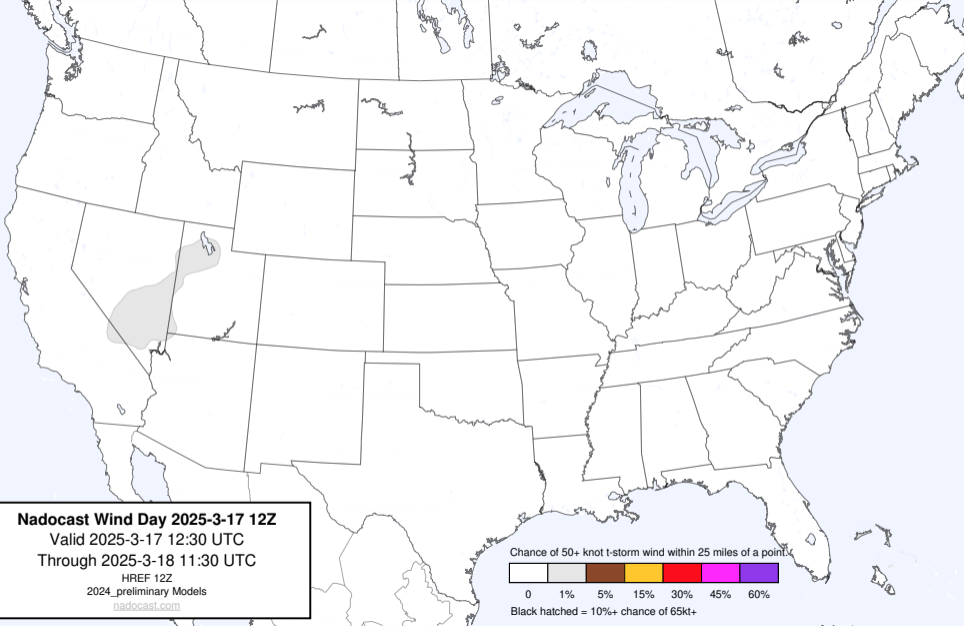 Nadocast Wind Day 2025-3-17 12Z
Valid 2025-3-17 12:30 UTC
Through 2025-3-18 11:30 UTC
HREF 12Z
2024_preliminary Models
nadocast.com
Chance of 50+ knot t-storm wind within 25 miles of a point.
0 1% 5% 15% 30% 45% 60%
Black hatched = 10%+ chance of 65kt+